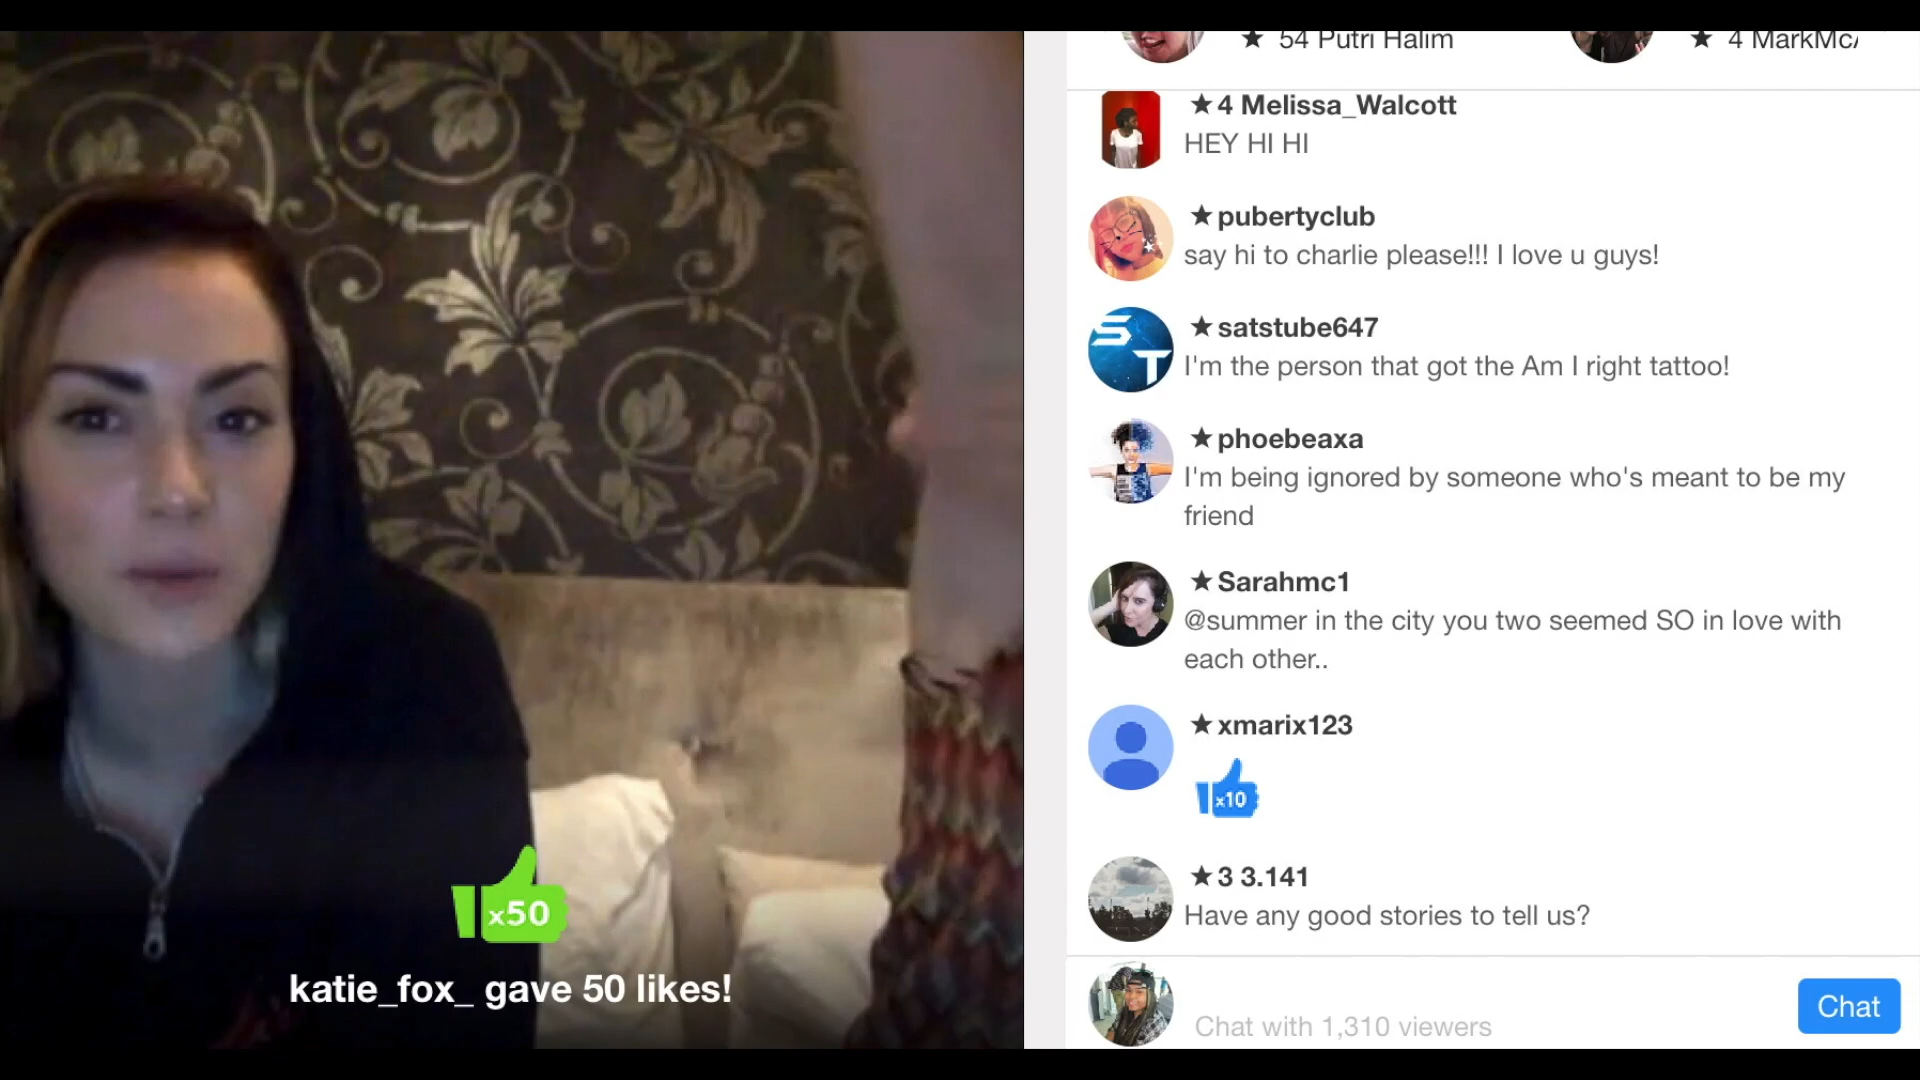 ★ 54 Putri Halim
★ 4 MarkMc
★4 Melissa_Walcott
HEY HI HI
★pubertyclub
say hi to charlie please!!! I love u guys!
ST
★satstube647
I'm the person that got the Am I right tattoo!
★phoebeaxa
I'm being ignored by someone who's meant to be my
friend
★Sarahmc1
@summer in the city you two seemed SO in love with
each other..
★xmarix123
x10
★3 3.141
Have any good stories to tell us?
x50
katie_fox_ gave 50 likes!
Chat with 1,310 viewers
Chat